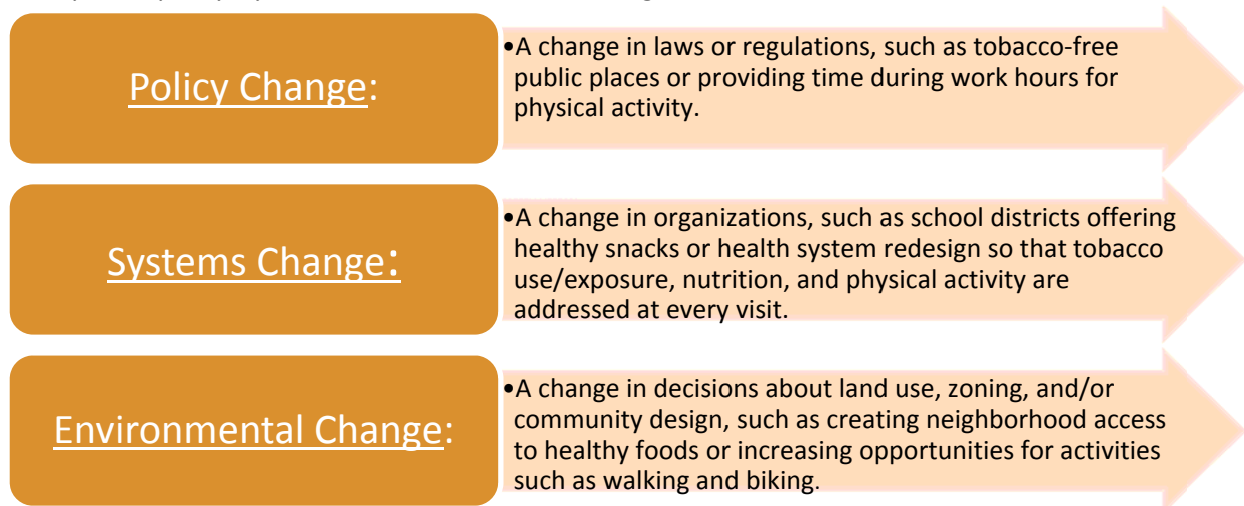 Policy Change:
•A change in laws or regulations, such as tobacco-free
public places or providing time during work hours for
physical activity.
Systems Change:
•A change in organizations, such as school districts offering
healthy snacks or health system redesign so that tobacco
use/exposure, nutrition, and physical activity are
addressed at every visit.
Environmental Change:
•A change in decisions about land use, zoning, and/or
community design, such as creating neighborhood access
to healthy foods or increasing opportunities for activities
such as walking and biking.